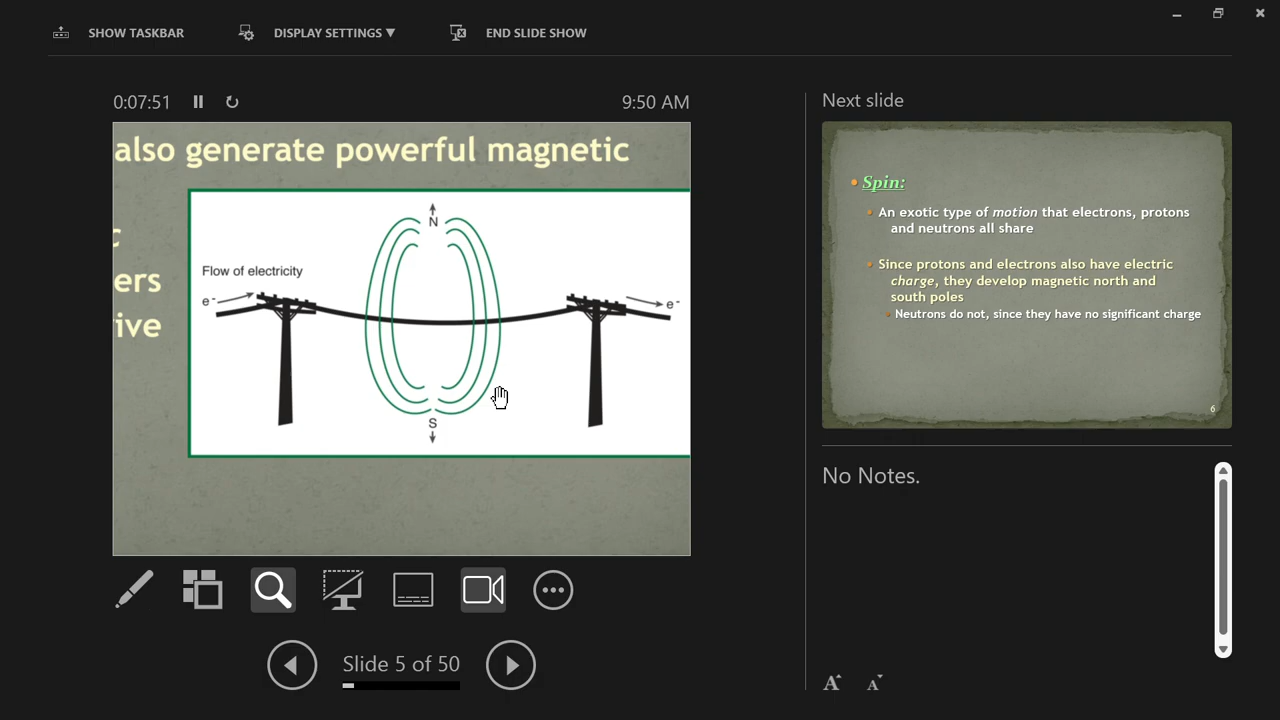 SHOW TASKBAR
DISPLAY SETTINGS ▼
END SLIDE SHOW
0:07:51
9:50 AM
also generate powerful magnetic
ers
ive
N
Flow of electricity
e-
e-
S
Slide 5 of 50
Next slide
• Spin:
• An exotic type of motion that electrons, protons
and neutrons all share
• Since protons and electrons also have electric
charge, they develop magnetic north and
south poles
• Neutrons do not, since they have no significant charge
6
No Notes.
A A